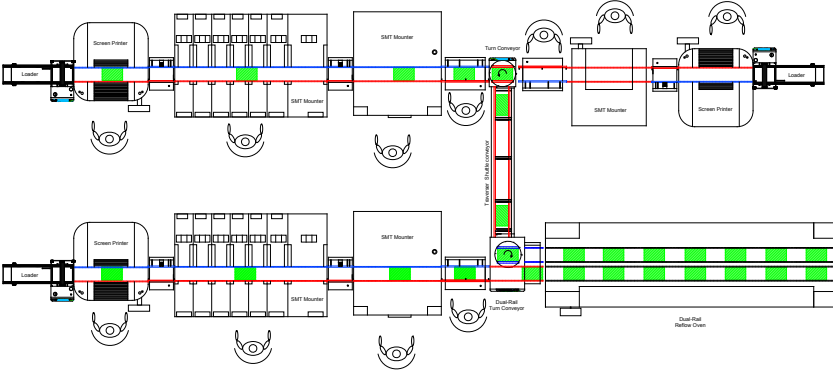 Turn Conveyor
Screen Printer
SMT Mounter
Loader
SMT Mounter
SMT Mounter
Screen Printer
Loader
Traverser Shuttle conveyor
Screen Printer
SMT Mounter
Loader
SMT Mounter
Dual-Rail
Turn Conveyor
Dual-Rail
Reflow Oven